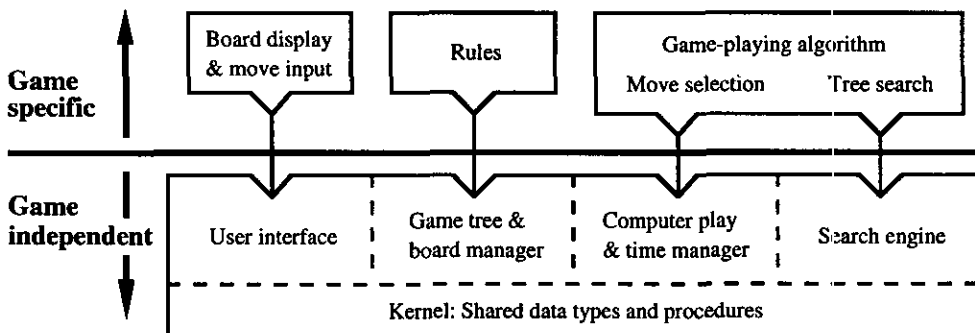 Game
specific
Board display
& move input
Rules
Game-playing algorithm
Move selection
Tree search
Game
independent
User interface
Game tree &
board manager
Computer play
& time manager
Search engine
Kernel: Shared data types and procedures